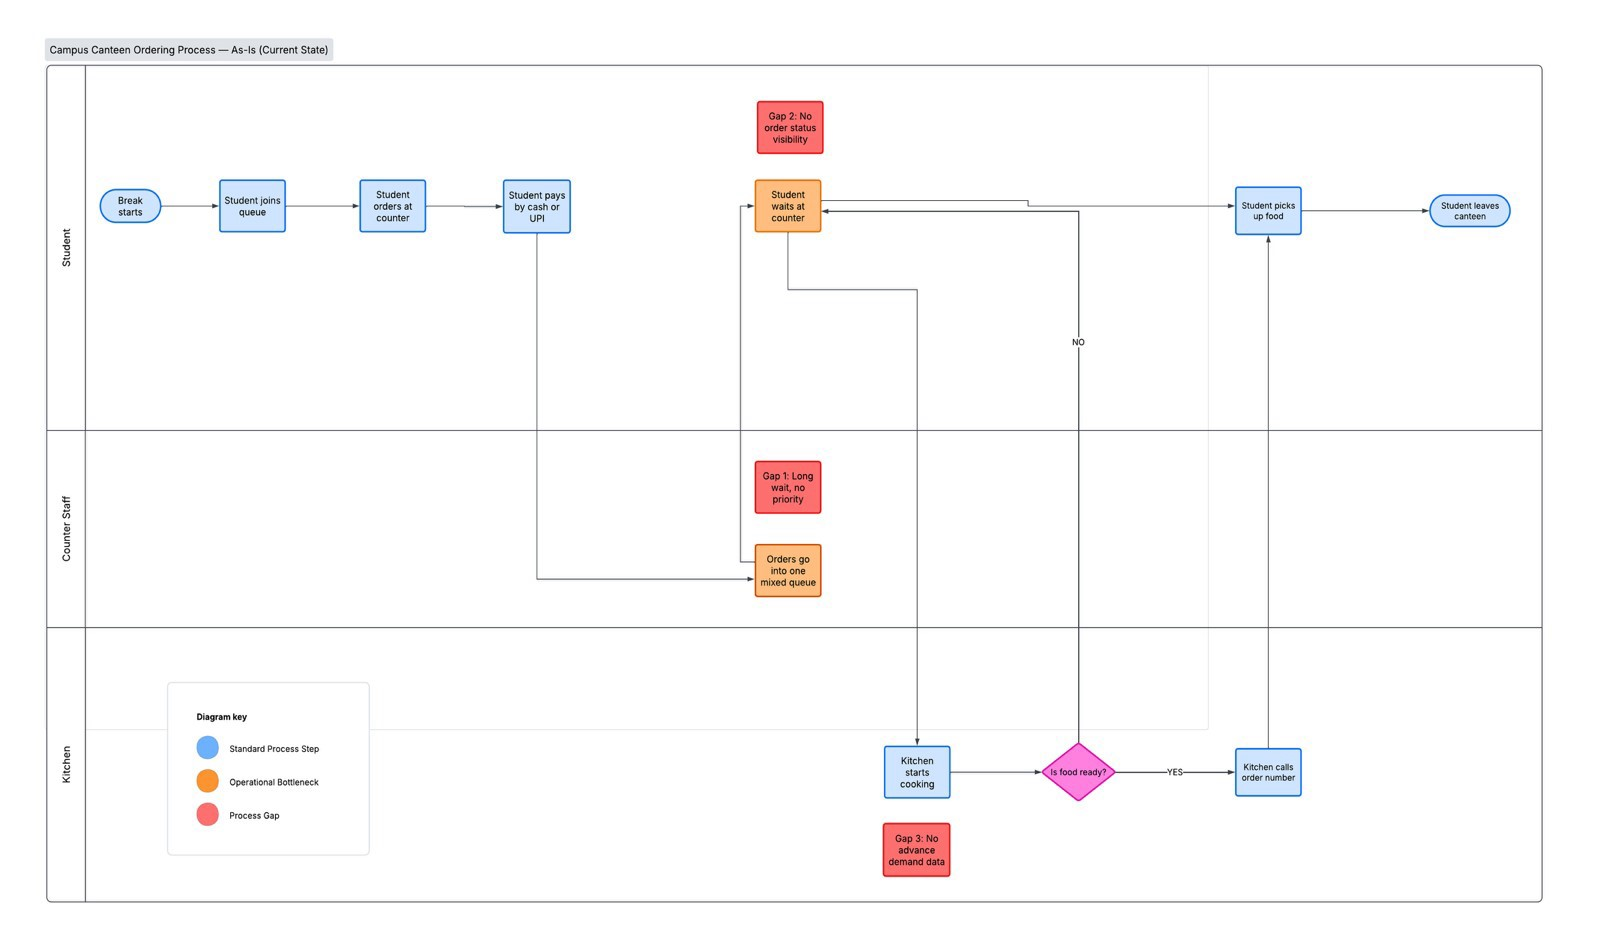 Campus Canteen Ordering Process — As-Is (Current State)
Student
Gap 2: No
order status
visibility
Break
starts
Student joins
queue
Student
orders at
counter
Student pays
by cash or
UPI
Student
waits at
counter
Student picks
up food
Student leaves
canteen
NO
Counter Staff
Gap 1: Long
wait, no
priority
Orders go
into one
mixed queue
Kitchen
Diagram key
Standard Process Step
Operational Bottleneck
Process Gap
Kitchen
starts
cooking
Is food ready?
YES
Kitchen calls
order number
Gap 3: No
advance
demand data